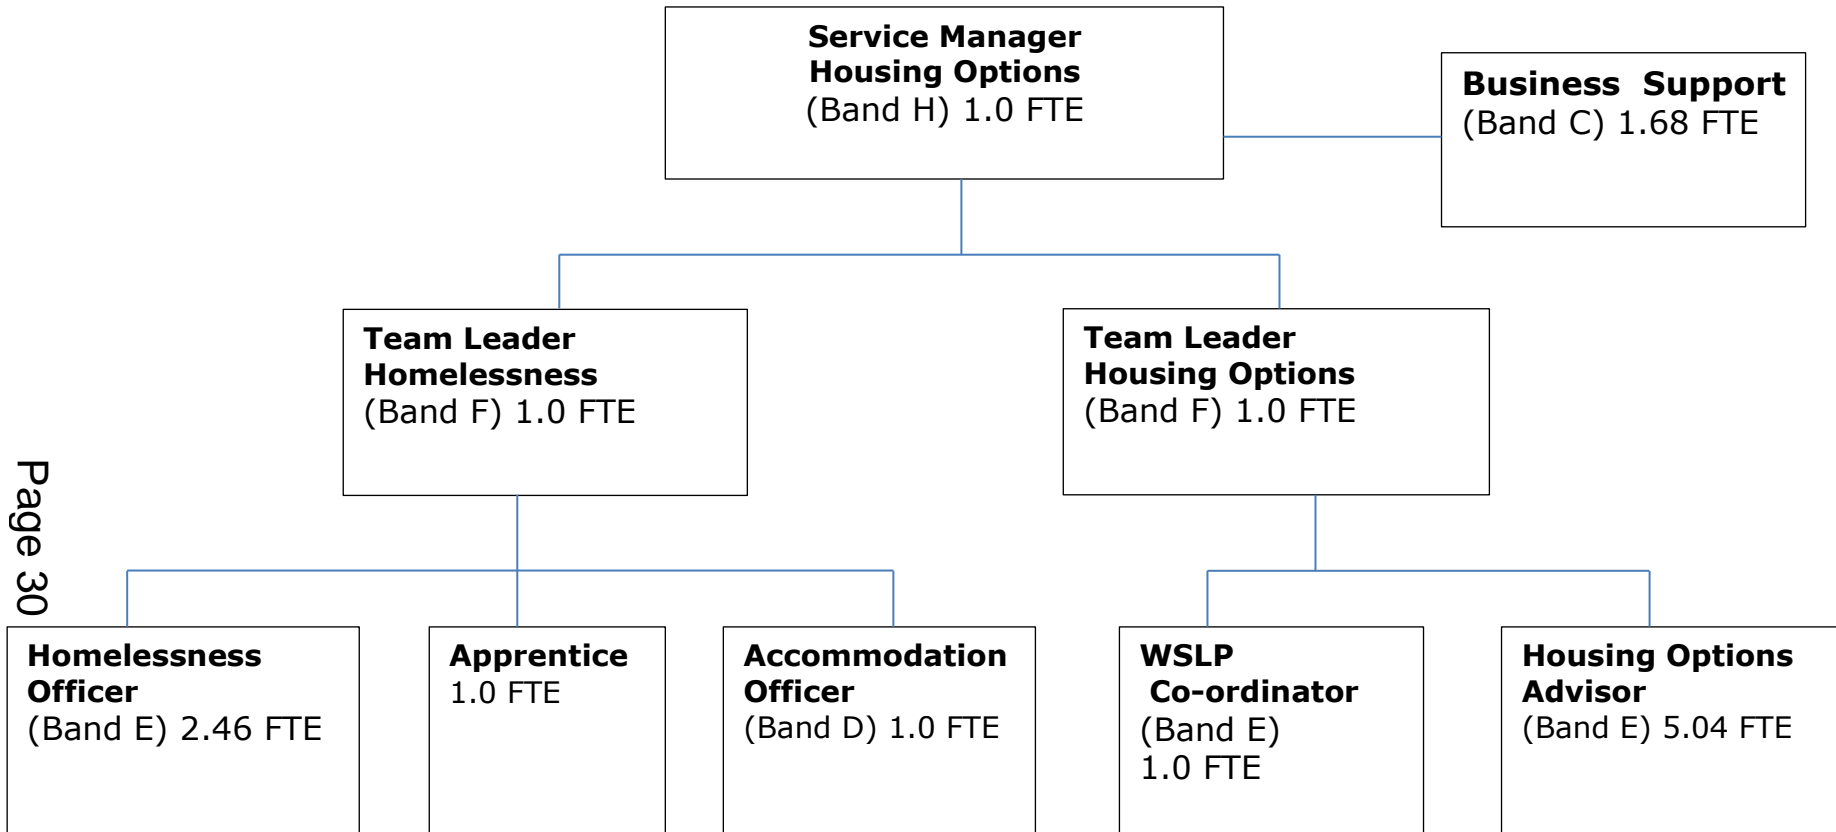 Service Manager
Housing Options
(Band H) 1.0 FTE
Business Support
(Band C) 1.68 FTE
Team Leader
Homelessness
(Band F) 1.0 FTE
Team Leader
Housing Options
(Band F) 1.0 FTE
Page 30
Homelessness
Officer
(Band E) 2.46 FTE
Apprentice
1.0 FTE
Accommodation
Officer
(Band D) 1.0 FTE
WSLP
Co-ordinator
(Band E)
1.0 FTE
Housing Options
Advisor
(Band E) 5.04 FTE